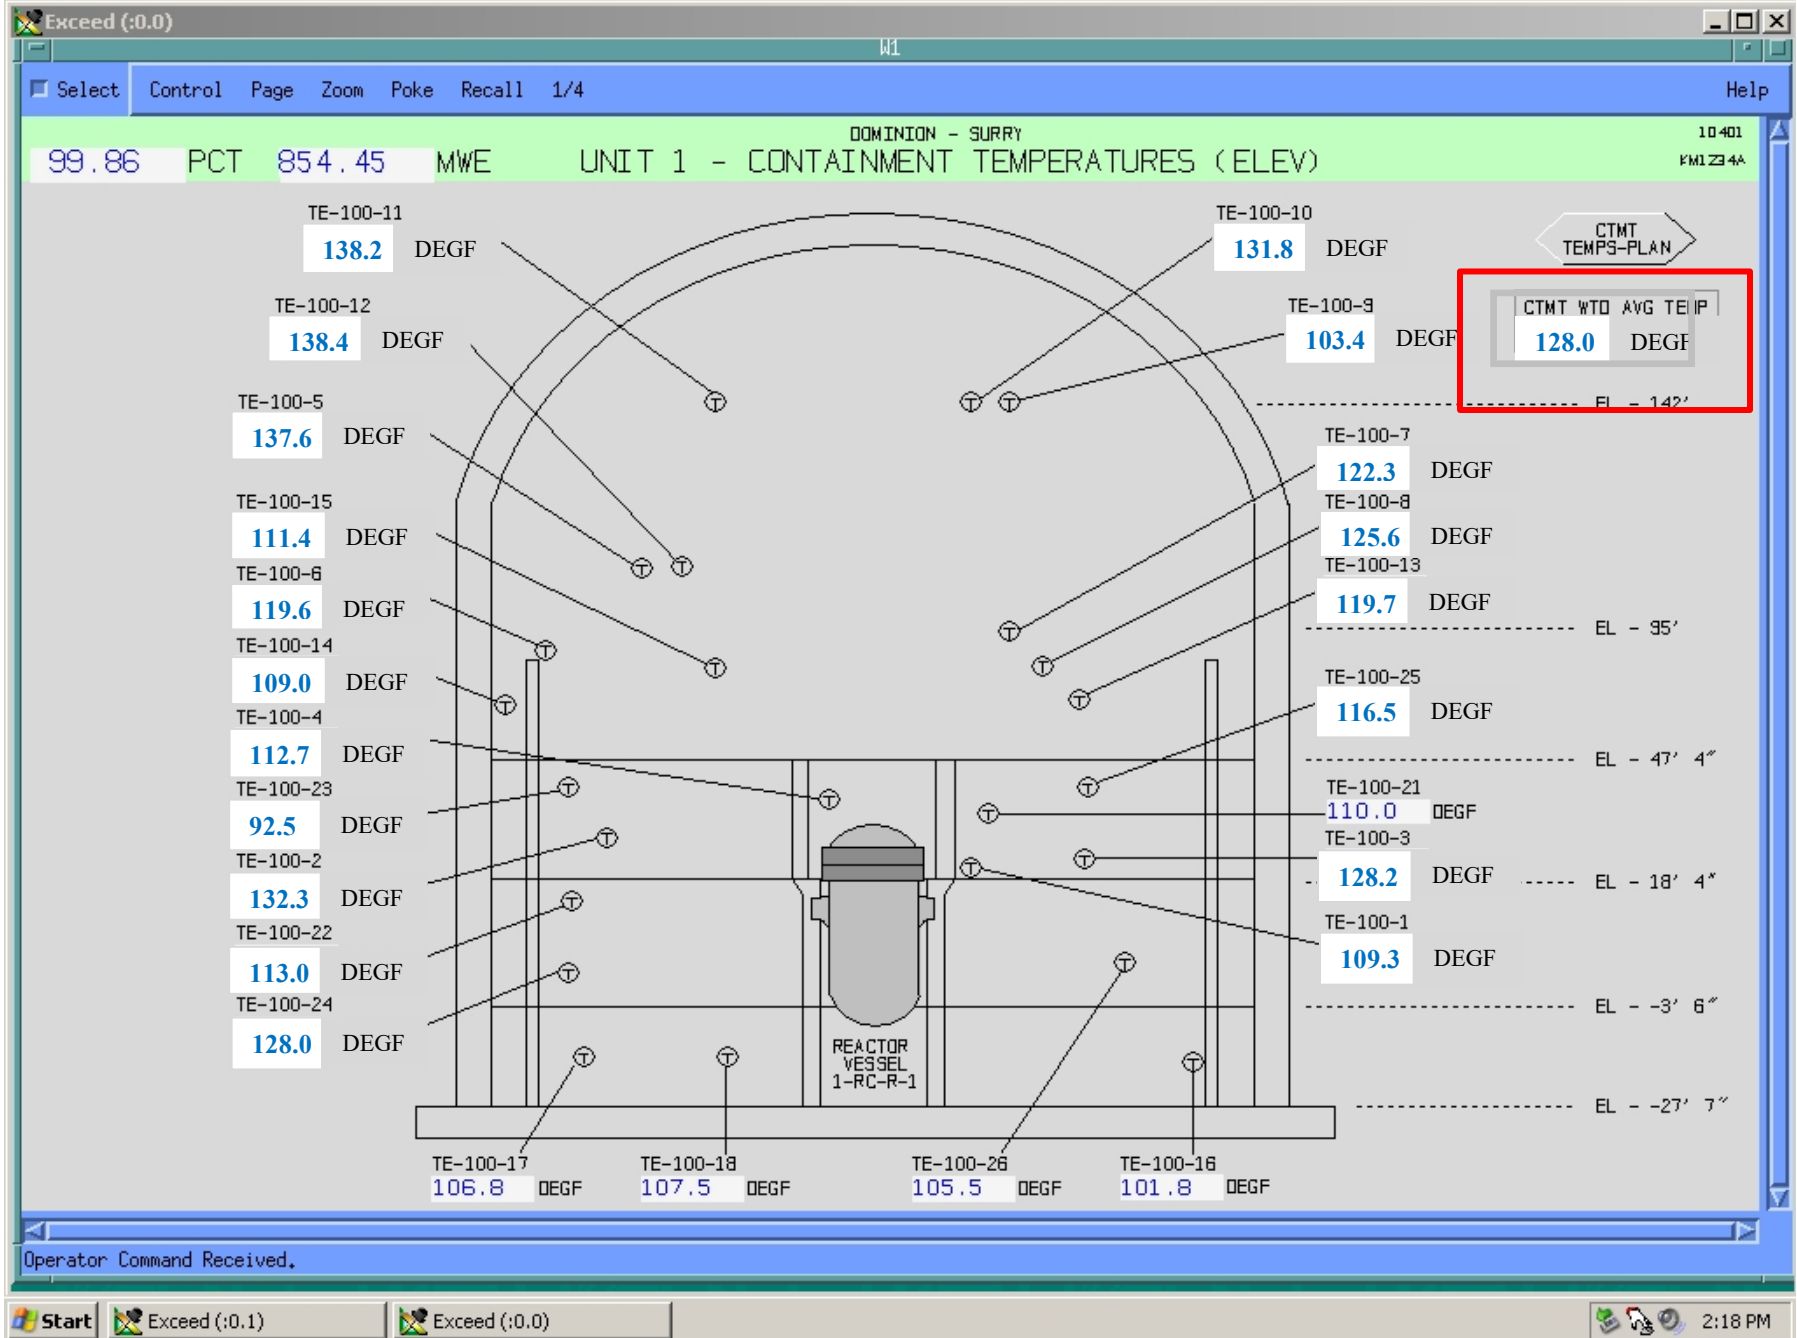 Exceed (:0.0)
W1
Select Control Page Zoom Poke Recall 1/4 Help
DOMINION - SURRY 10401
99.86 PCT 854.45 MWE UNIT 1 - CONTAINMENT TEMPERATURES (ELEV) KM1234A
TE-100-11
138.2 DEGF
TE-100-10
131.8 DEGF
CTMT
TEMPS-PLAN
TE-100-12
138.4 DEGF
TE-100-9
103.4 DEGF
CTMT WTD AVG TEMP
128.0 DEGF
EL - 142'
TE-100-5
137.6 DEGF
TE-100-7
122.3 DEGF
TE-100-15
111.4 DEGF
TE-100-8
125.6 DEGF
TE-100-6
119.6 DEGF
TE-100-13
119.7 DEGF
EL - 95'
TE-100-14
109.0 DEGF
TE-100-25
116.5 DEGF
TE-100-4
112.7 DEGF
EL - 47' 4"
TE-100-23
92.5 DEGF
TE-100-21
110.0 DEGF
TE-100-2
132.3 DEGF
TE-100-3
128.2 DEGF
EL - 18' 4"
TE-100-22
113.0 DEGF
TE-100-1
109.3 DEGF
TE-100-24
128.0 DEGF
EL - -3' 6"
T T T T T T T T T T T T T T T T T T T T T T T
REACTOR
VESSEL
1-RC-R-1
EL - -27' 7"
TE-100-17 TE-100-18 TE-100-26 TE-100-16
106.8 DEGF 107.5 DEGF 105.5 DEGF 101.8 DEGF
Operator Command Received.
Start Exceed (:0.1) Exceed (:0.0) 2:18 PM